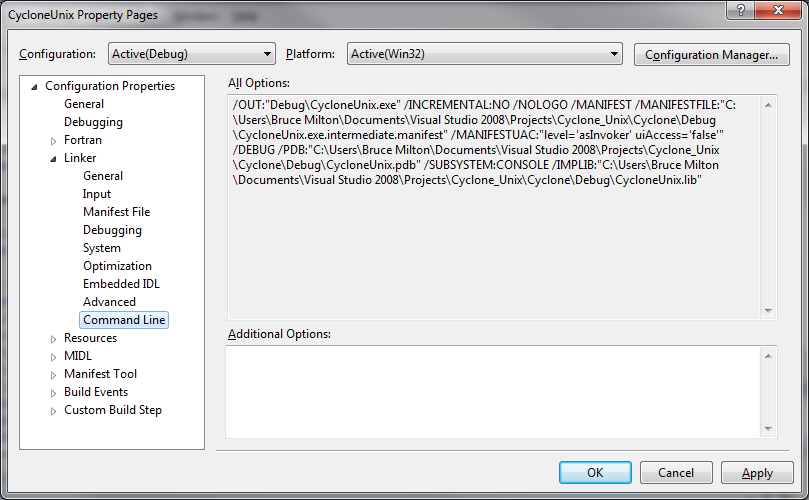 CycloneUnix Property Pages
Configuration: Active(Debug) Platform: Active(Win32) Configuration Manager...
Configuration Properties
General
Debugging
Fortran
Linker
General
Input
Manifest File
Debugging
System
Optimization
Embedded IDL
Advanced
Command Line
Resources
MIDL
Manifest Tool
Build Events
Custom Build Step
All Options:
/OUT:"Debug\CycloneUnix.exe" /INCREMENTAL:NO /NOLOGO /MANIFEST /MANIFESTFILE:"C:
\Users\Bruce Milton\Documents\Visual Studio 2008\Projects\Cyclone_Unix\Cyclone\Debug
\CycloneUnix.exe.intermediate.manifest" /MANIFESTUAC:"level='asInvoker' uiAccess='false'"
/DEBUG /PDB:"C:\Users\Bruce Milton\Documents\Visual Studio 2008\Projects\Cyclone_Unix
\Cyclone\Debug\CycloneUnix.pdb" /SUBSYSTEM:CONSOLE /IMPLIB:"C:\Users\Bruce Milton
\Documents\Visual Studio 2008\Projects\Cyclone_Unix\Cyclone\Debug\CycloneUnix.lib"
Additional Options:
OK Cancel Apply